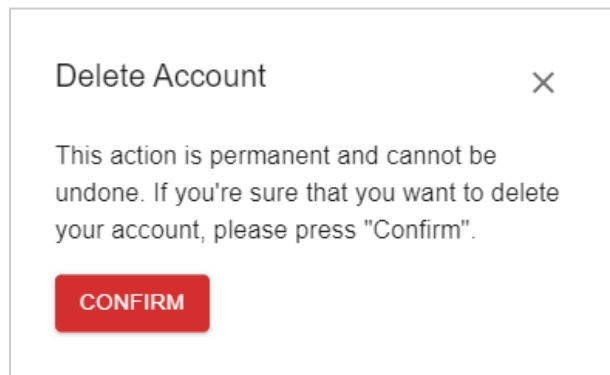 Delete Account
This action is permanent and cannot be
undone. If you're sure that you want to delete
your account, please press "Confirm".
CONFIRM